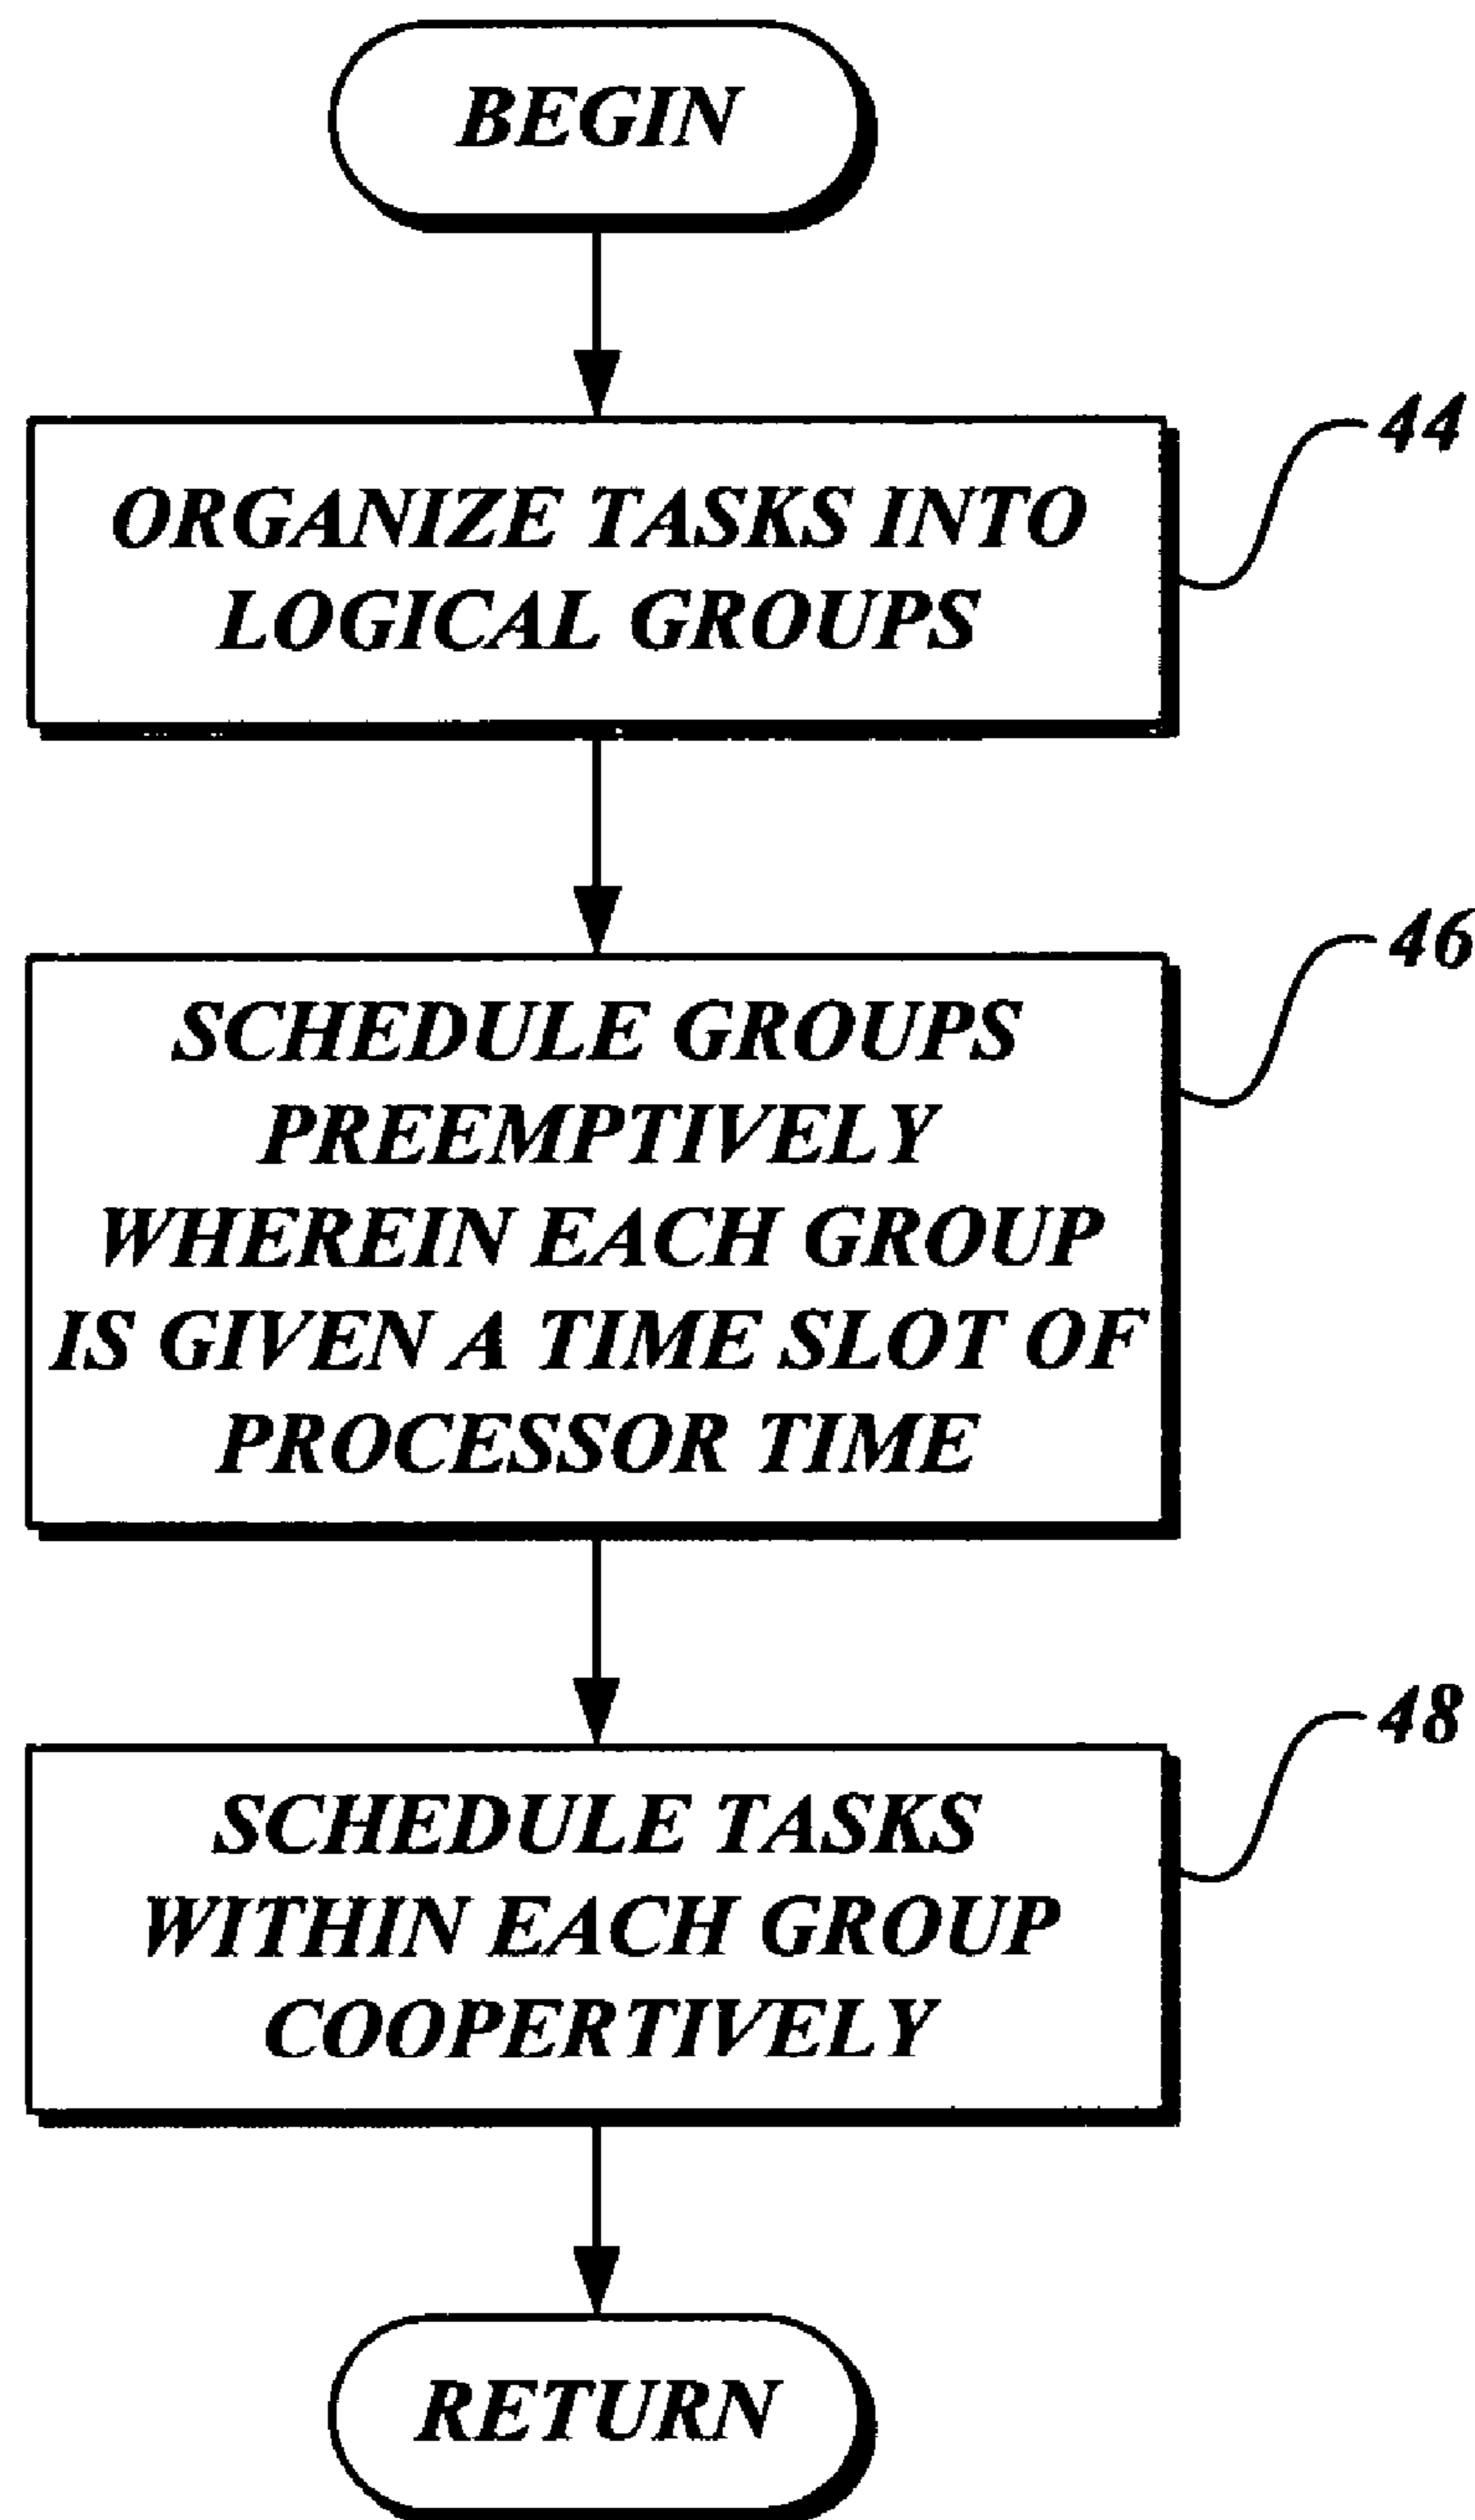 BEGIN
44
ORGANIZE TASKS INTO
LOGICAL GROUPS
46
SCHEDULE GROUPS
PREEMPTIVELY
WHEREIN EACH GROUP
IS GIVEN A TIME SLOT OF
PROCESSOR TIME
48
SCHEDULE TASKS
WITHIN EACH GROUP
COOPERTIVELY
RETURN